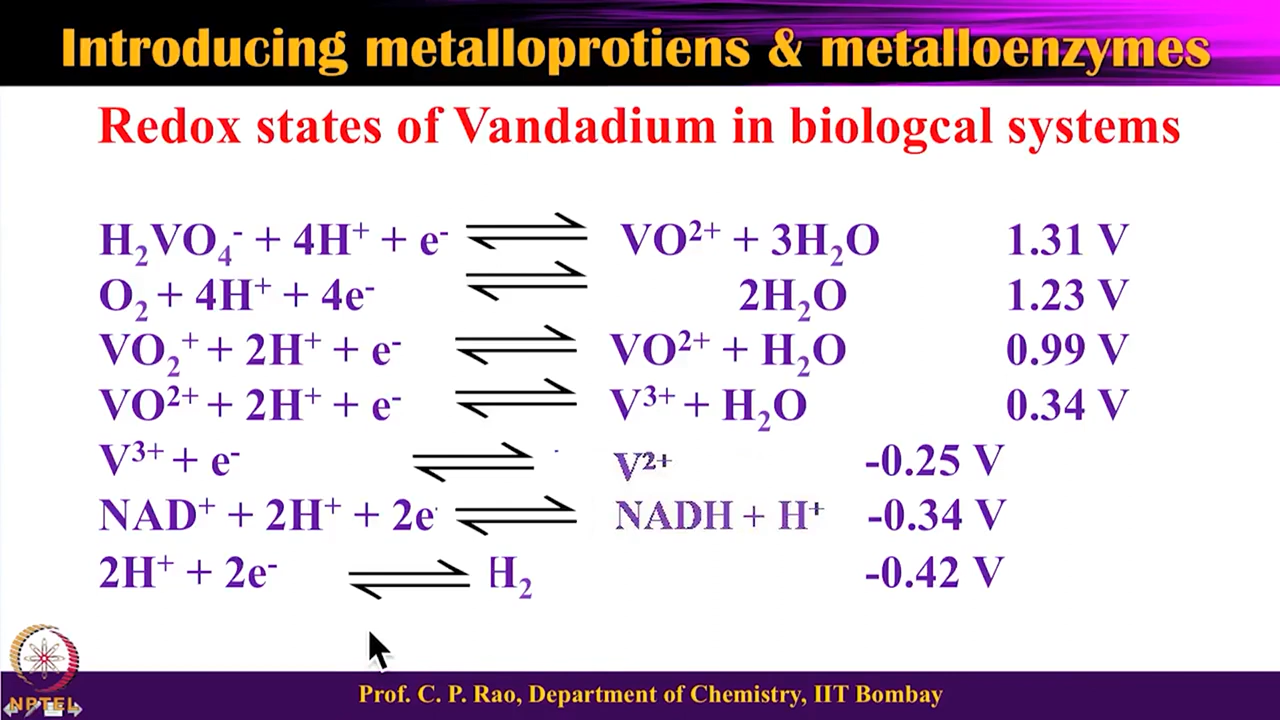 Introducing metalloprotiens & metalloenzymes
Redox states of Vandadium in biologcal systems
H₂VO₄⁻ + 4H⁺ + e⁻ ⇌ VO²⁺ + 3H₂O 1.31 V
O₂ + 4H⁺ + 4e⁻ ⇌ 2H₂O 1.23 V
VO₂⁺ + 2H⁺ + e⁻ ⇌ VO²⁺ + H₂O 0.99 V
VO²⁺ + 2H⁺ + e⁻ ⇌ V³⁺ + H₂O 0.34 V
V³⁺ + e⁻ ⇌ V²⁺ -0.25 V
NAD⁺ + 2H⁺ + 2e⁻ ⇌ NADH + H⁺ -0.34 V
2H⁺ + 2e⁻ ⇌ H₂ -0.42 V
NPTEL
Prof. C. P. Rao, Department of Chemistry, IIT Bombay